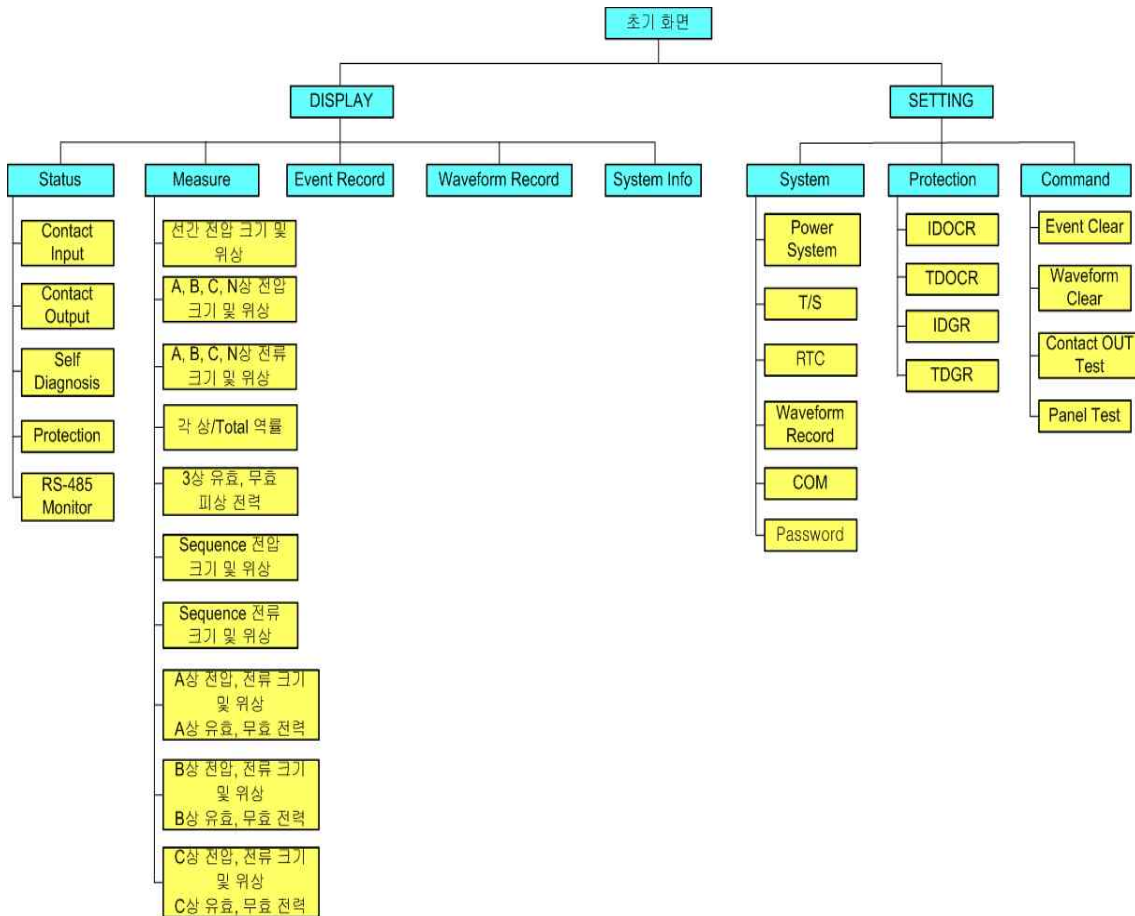 초기 화면
DISPLAY
SETTING
Status
Measure
Event Record
Waveform Record
System Info
System
Protection
Command
Contact
Input
Contact
Output
Self
Diagnosis
Protection
RS-485
Monitor
선간 전압 크기 및
위상
A, B, C, N상 전압
크기 및 위상
A, B, C, N상 전류
크기 및 위상
각 상/Total 역률
3상 유효, 무효
피상 전력
Sequence 전압
크기 및 위상
Sequence 전류
크기 및 위상
A상 전압, 전류 크기
및 위상
A상 유효, 무효 전력
B상 전압, 전류 크기
및 위상
B상 유효, 무효 전력
C상 전압, 전류 크기
및 위상
C상 유효, 무효 전력
Power
System
T/S
RTC
Waveform
Record
COM
Password
IDOCR
TDOCR
IDGR
TDGR
Event Clear
Waveform
Clear
Contact OUT
Test
Panel Test